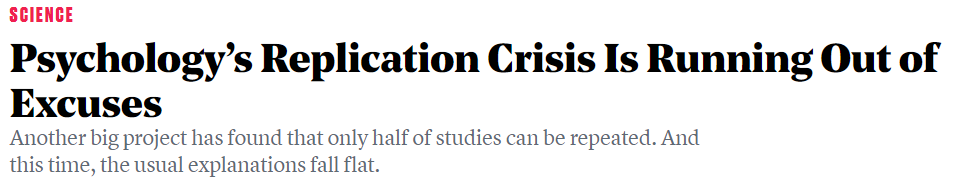 SCIENCE
Psychology’s Replication Crisis Is Running Out of
Excuses
Another big project has found that only half of studies can be repeated. And
this time, the usual explanations fall flat.